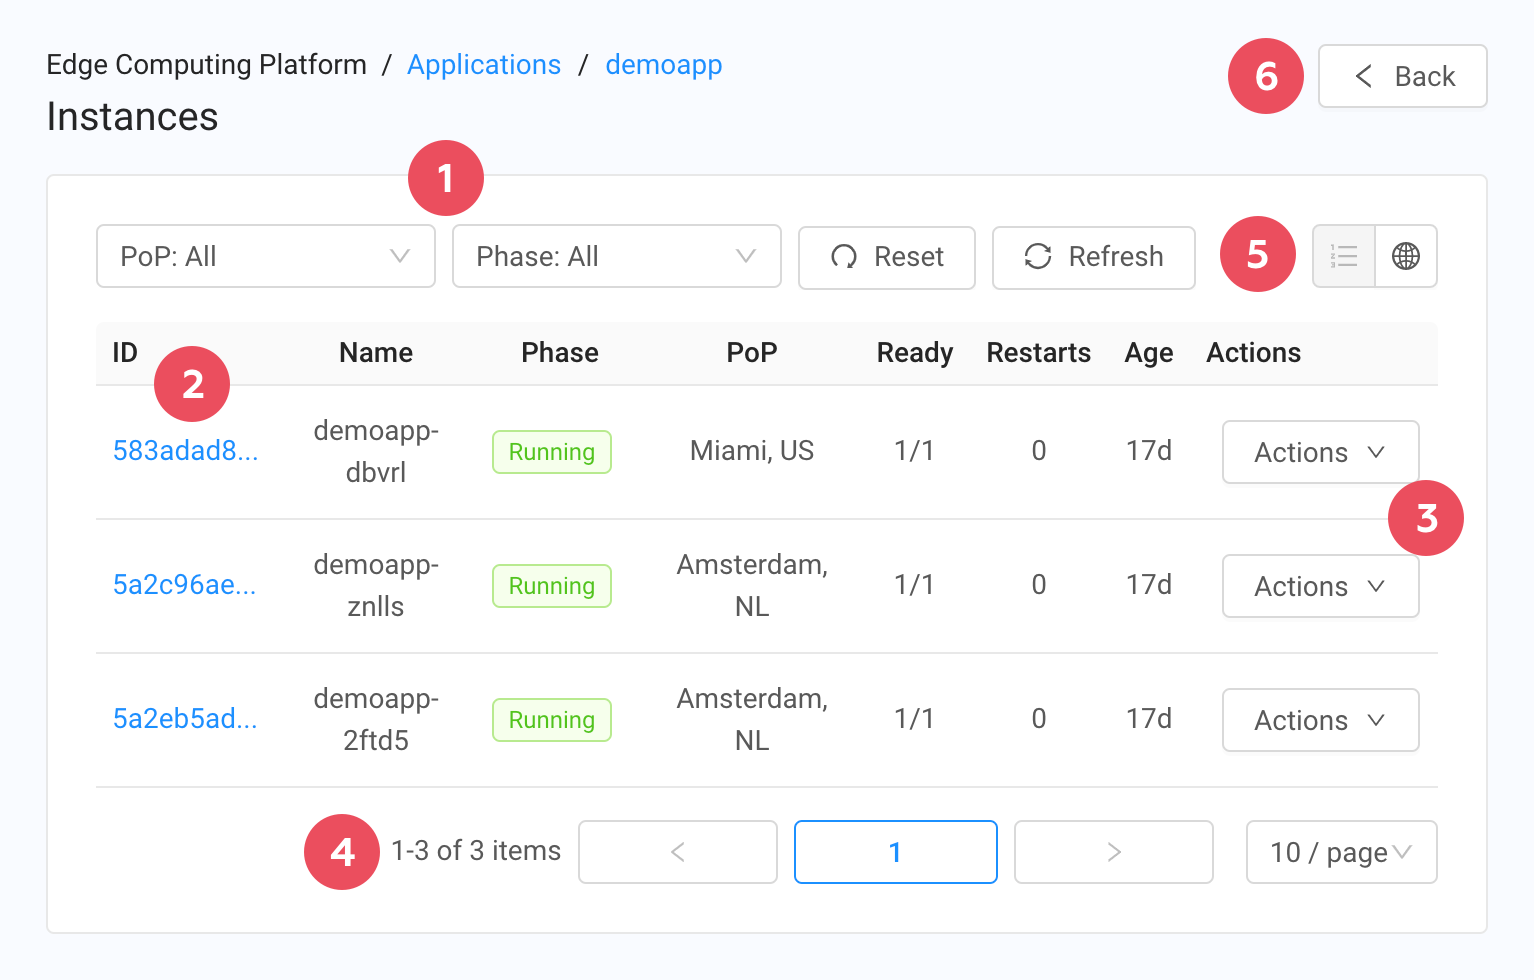 Edge Computing Platform / Applications / demoapp
6
Back
Instances
1
PoP: All
Phase: All
Reset
Refresh
5
1
2
3
ID
Name
Phase
PoP
Ready
Restarts
Age
Actions
2
583adad8...
demoapp-
dbvrl
Running
Miami, US
1/1
0
17d
Actions
3
5a2c96ae...
demoapp-
znlls
Running
Amsterdam,
NL
1/1
0
17d
Actions
5a2eb5ad...
demoapp-
2ftd5
Running
Amsterdam,
NL
1/1
0
17d
Actions
4
1-3 of 3 items
<
1
>
10 / page